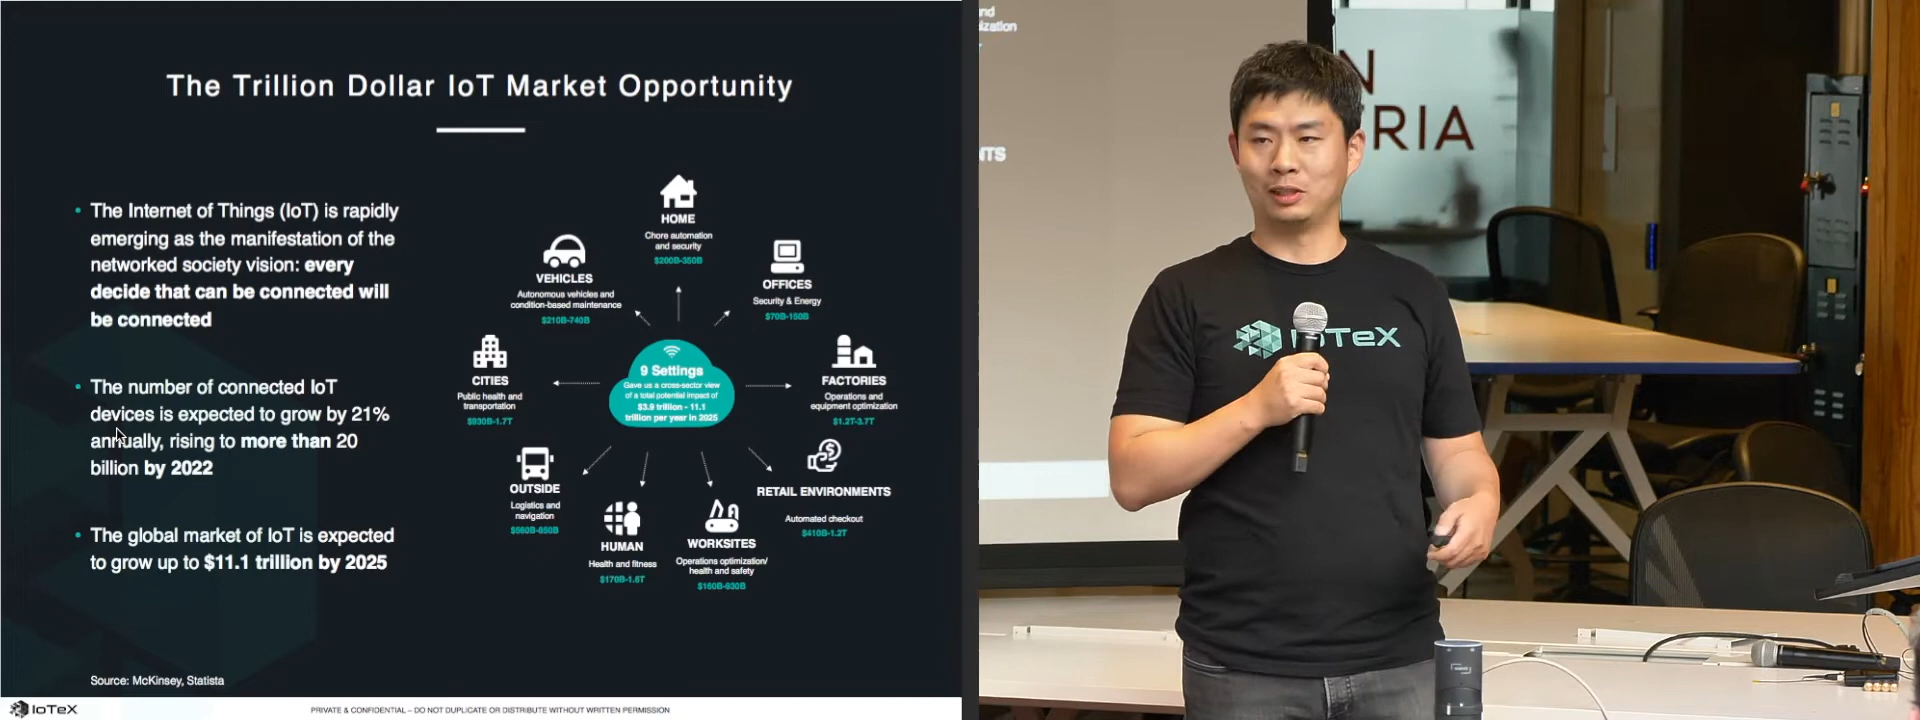 The Trillion Dollar IoT Market Opportunity
The Internet of Things (IoT) is rapidly
emerging as the manifestation of the
networked society vision: every
decide that can be connected will
be connected
The number of connected IoT
devices is expected to grow by 21%
annually, rising to more than 20
billion by 2022
The global market of IoT is expected
to grow up to $11.1 trillion by 2025
HOME
Chore automation
and security
$200B-350B
VEHICLES
Autonomous vehicles and
condition-based maintenance
$210B-740B
OFFICES
Security & Energy
$70B-150B
CITIES
Public health and
transportation
$930B-1.7T
9 Settings
Gave us a cross-sector view
of a total potential impact of
$3.9 trillion - 11.1
trillion per year in 2025
FACTORIES
Operations and
equipment optimization
$1.2T-3.7T
OUTSIDE
Logistics and
navigation
$560B-850B
HUMAN
Health and fitness
$170B-1.6T
WORKSITES
Operations optimization/
health and safety
$160B-930B
RETAIL ENVIRONMENTS
Automated checkout
$410B-1.2T
Source: McKinsey, Statista
IoTeX
PRIVATE & CONFIDENTIAL – DO NOT DUPLICATE OR DISTRIBUTE WITHOUT WRITTEN PERMISSION
nd
ization
NTS
N
RIA
IoTeX